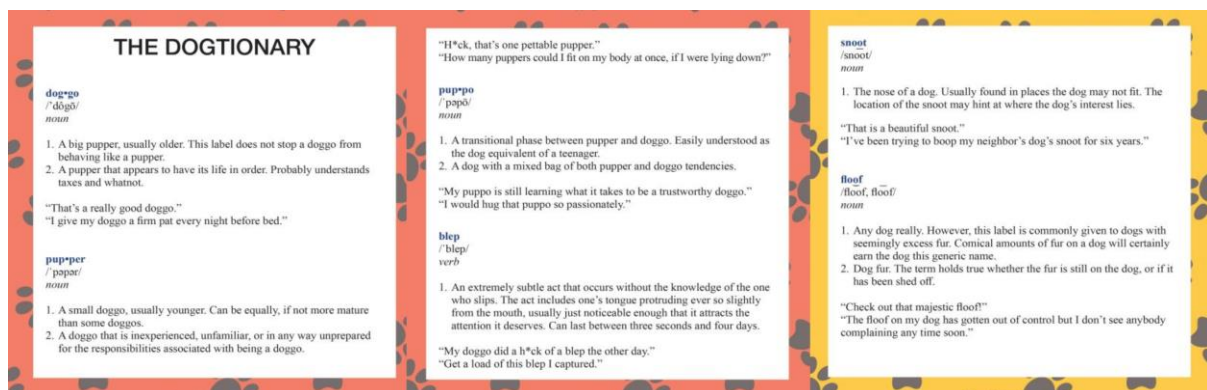 THE DOGTIONARY
dog•go
/'dôgō/
noun
1. A big pupper, usually older. This label does not stop a doggo from
behaving like a pupper.
2. A pupper that appears to have its life in order. Probably understands
taxes and whatnot.
“That’s a really good doggo.”
“I give my doggo a firm pat every night before bed.”
pup•per
/'pəpər/
noun
1. A small doggo, usually younger. Can be equally, if not more mature
than some doggos.
2. A doggo that is inexperienced, unfamiliar, or in any way unprepared
for the responsibilities associated with being a doggo.
“H*ck, that’s one pettable pupper.”
“How many puppers could I fit on my body at once, if I were lying down?”
pup•po
/'pəpō/
noun
1. A transitional phase between pupper and doggo. Easily understood as
the dog equivalent of a teenager.
2. A dog with a mixed bag of both pupper and doggo tendencies.
“My puppo is still learning what it takes to be a trustworthy doggo.”
“I would hug that puppo so passionately.”
blep
/'blep/
verb
1. An extremely subtle act that occurs without the knowledge of the one
who slips. The act includes one’s tongue protruding ever so slightly
from the mouth, usually just noticeable enough that it attracts the
attention it deserves. Can last between three seconds and four days.
“My doggo did a h*ck of a blep the other day.”
“Get a load of this blep I captured.”
snoot
/sno͞ot/
noun
1. The nose of a dog. Usually found in places the dog may not fit. The
location of the snoot may hint at where the dog’s interest lies.
“That is a beautiful snoot.”
“I’ve been trying to boop my neighbor’s dog’s snoot for six years.”
floof
/flo͝of, flo͞of/
noun
1. Any dog really. However, this label is commonly given to dogs with
seemingly excess fur. Comical amounts of fur on a dog will certainly
earn the dog this generic name.
2. Dog fur. The term holds true whether the fur is still on the dog, or if it
has been shed off.
“Check out that majestic floof!”
“The floof on my dog has gotten out of control but I don’t see anybody
complaining any time soon.”